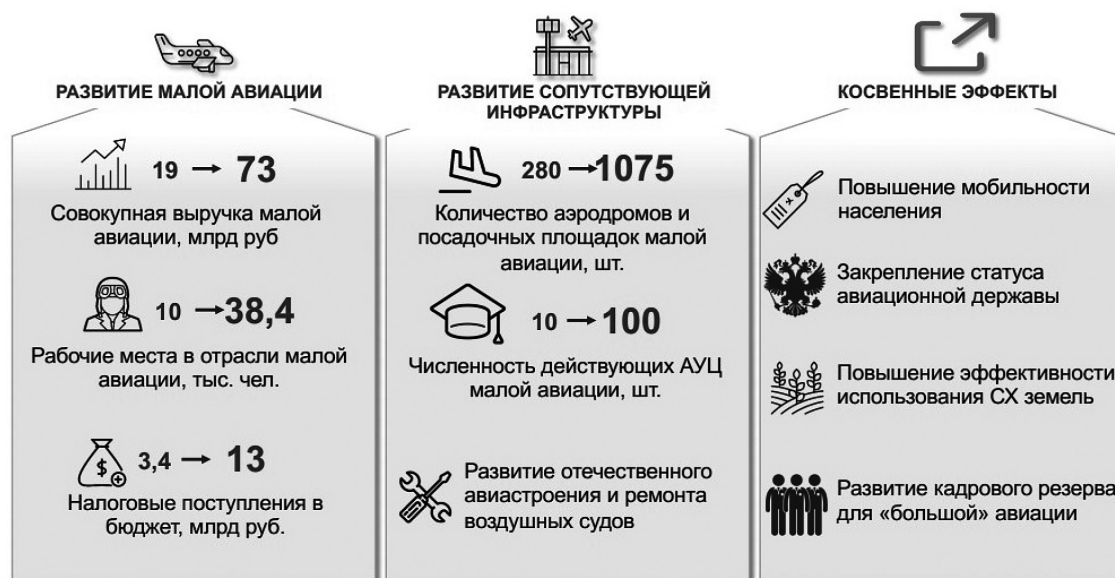 РАЗВИТИЕ МАЛОЙ АВИАЦИИ
19 → 73
Совокупная выручка малой
авиации, млрд руб
10 → 38,4
Рабочие места в отрасли малой
авиации, тыс. чел.
$
3,4 → 13
Налоговые поступления в
бюджет, млрд руб.
РАЗВИТИЕ СОПУТСТВУЮЩЕЙ
ИНФРАСТРУКТУРЫ
280 → 1075
Количество аэродромов и
посадочных площадок малой
авиации, шт.
10 → 100
Численность действующих АУЦ
малой авиации, шт.
Развитие отечественного
авиастроения и ремонта
воздушных судов
КОСВЕННЫЕ ЭФФЕКТЫ
Повышение мобильности
населения
Закрепление статуса
авиационной державы
Повышение эффективности
использования СХ земель
Развитие кадрового резерва
для «большой» авиации